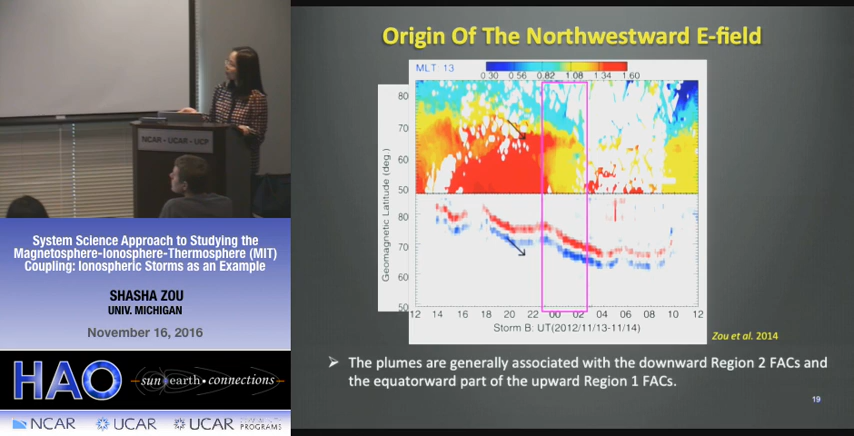 Origin Of The Northwestward E-field
MLT 13
0.30 0.56 0.82 1.08 1.34 1.60
80
70
60
50
80
70
60
50
Geomagnetic Latitude (deg.)
12 14 16 18 20 22 00 02 04 06 08 10 12
Storm B: UT(2012/11/13-11/14)
Zou et al. 2014
➢ The plumes are generally associated with the downward Region 2 FACs and
the equatorward part of the upward Region 1 FACs.
19
NCAR - UCAR - UCP
System Science Approach to Studying the
Magnetosphere-Ionosphere-Thermosphere (MIT)
Coupling: Ionospheric Storms as an Example
SHASHA ZOU
UNIV. MICHIGAN
November 16, 2016
HAO
sun earth • connections
NCAR
UCAR
UCAR PROGRAMS